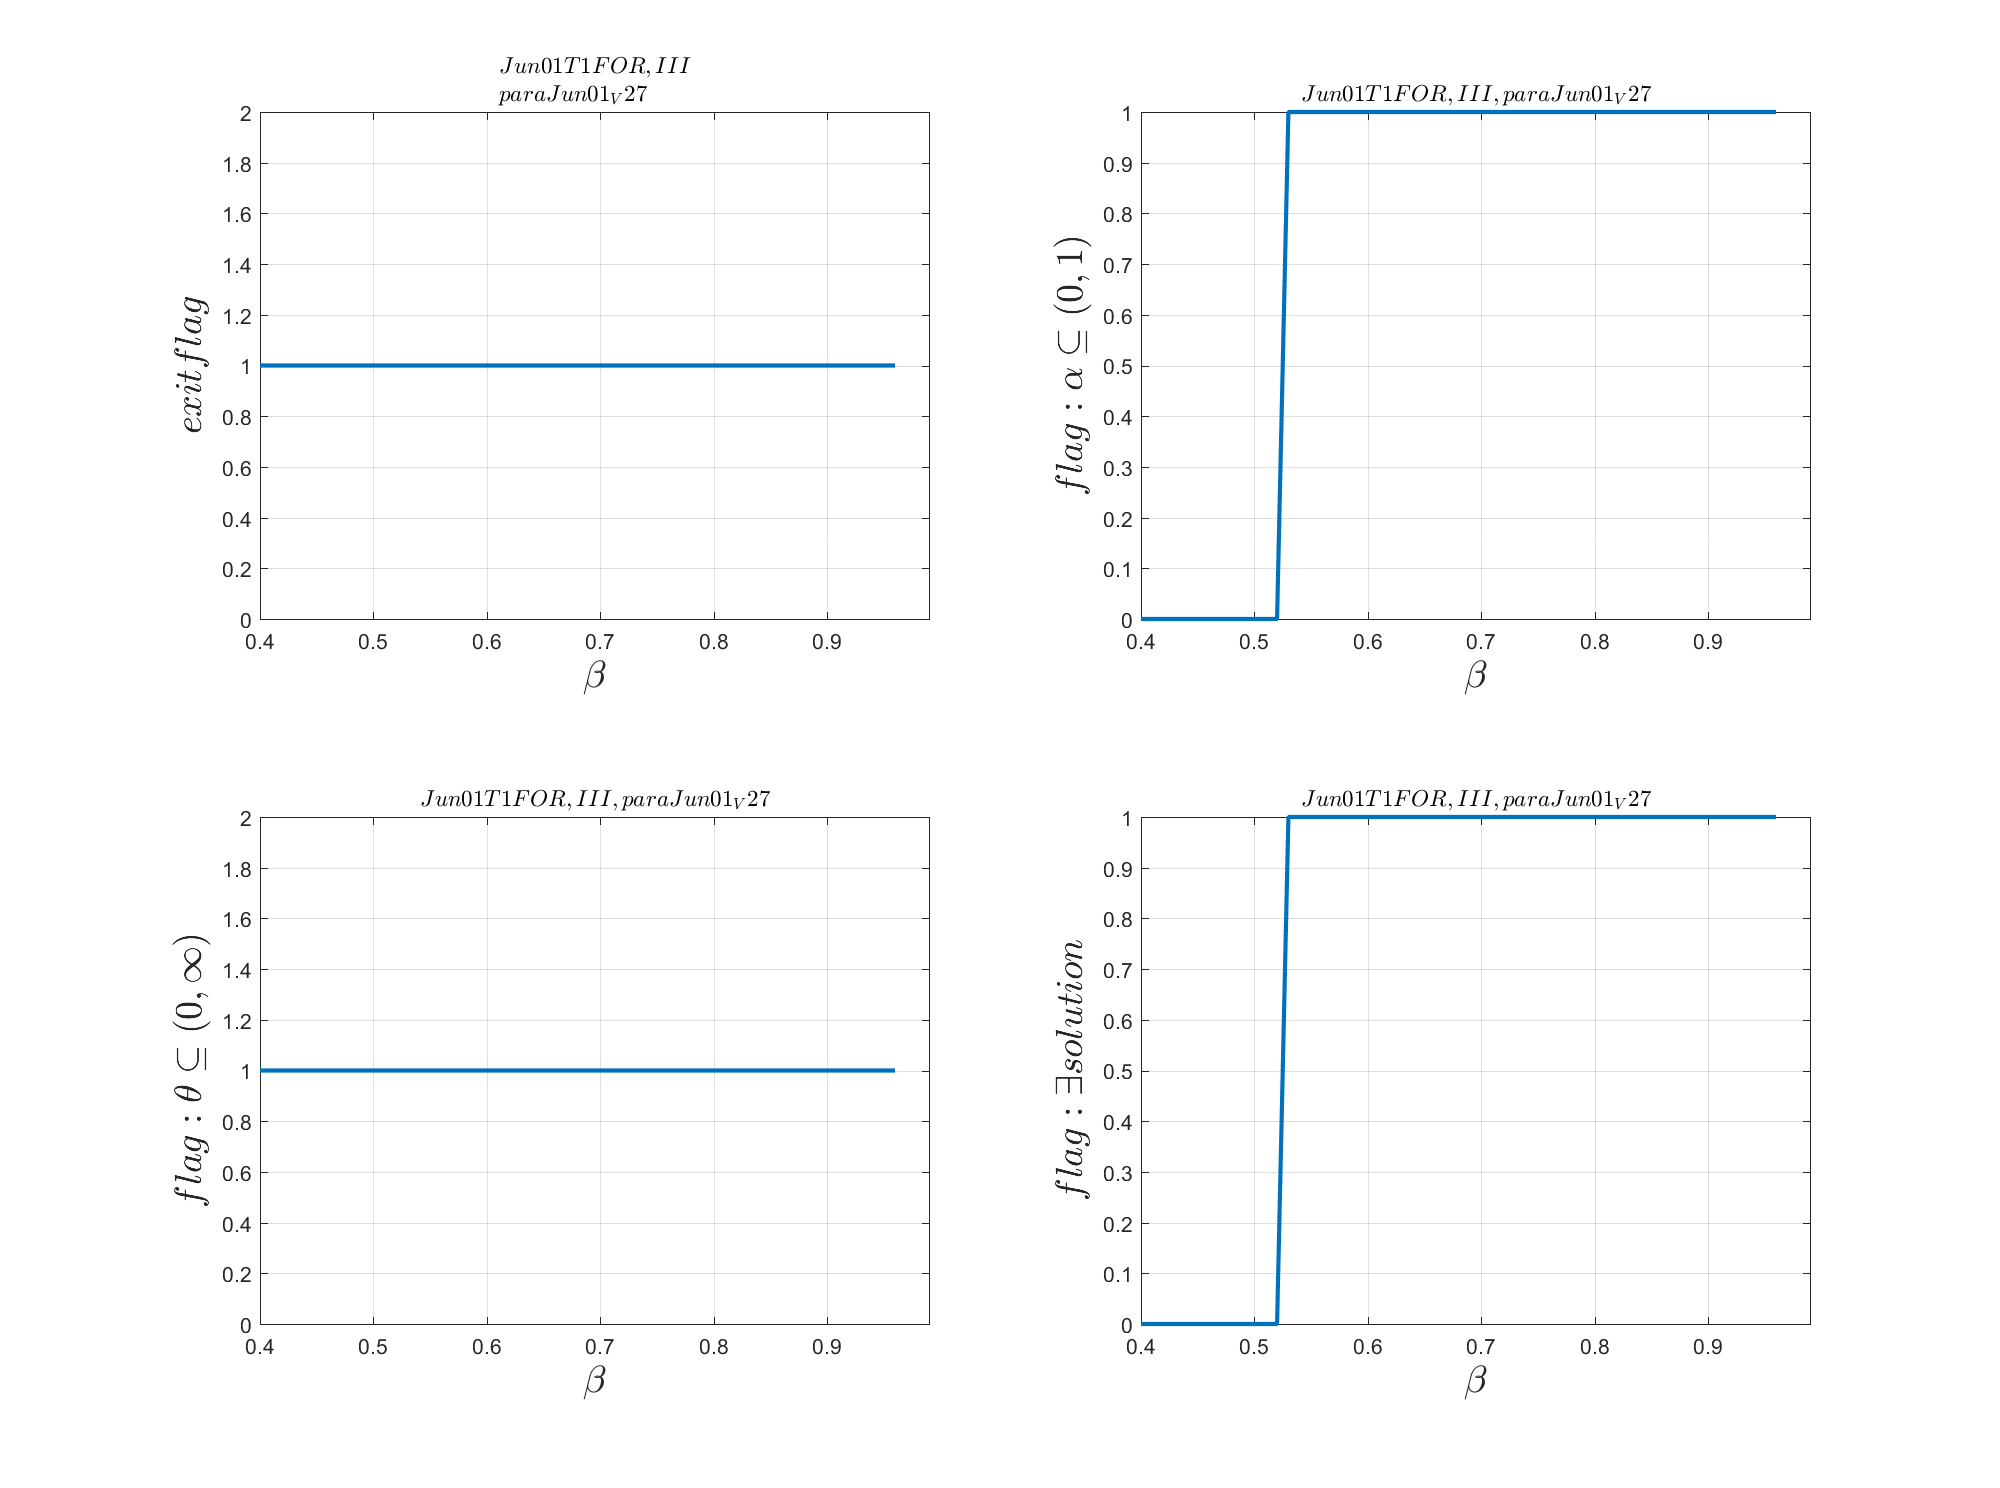 Jun01T1FOR, III
paraJun01_V27
2
1.8
1.6
1.4
1.2
1
0.8
0.6
0.4
0.2
0
exitflag
0.4 0.5 0.6 0.7 0.8 0.9
β
Jun01T1FOR, III, paraJun01_V27
1
0.9
0.8
0.7
0.6
0.5
0.4
0.3
0.2
0.1
0
flag : α ⊆ (0, 1)
0.4 0.5 0.6 0.7 0.8 0.9
β
Jun01T1FOR, III, paraJun01_V27
2
1.8
1.6
1.4
1.2
1
0.8
0.6
0.4
0.2
0
flag : θ ⊆ (0, ∞)
0.4 0.5 0.6 0.7 0.8 0.9
β
Jun01T1FOR, III, paraJun01_V27
1
0.9
0.8
0.7
0.6
0.5
0.4
0.3
0.2
0.1
0
flag : ∃solution
0.4 0.5 0.6 0.7 0.8 0.9
β